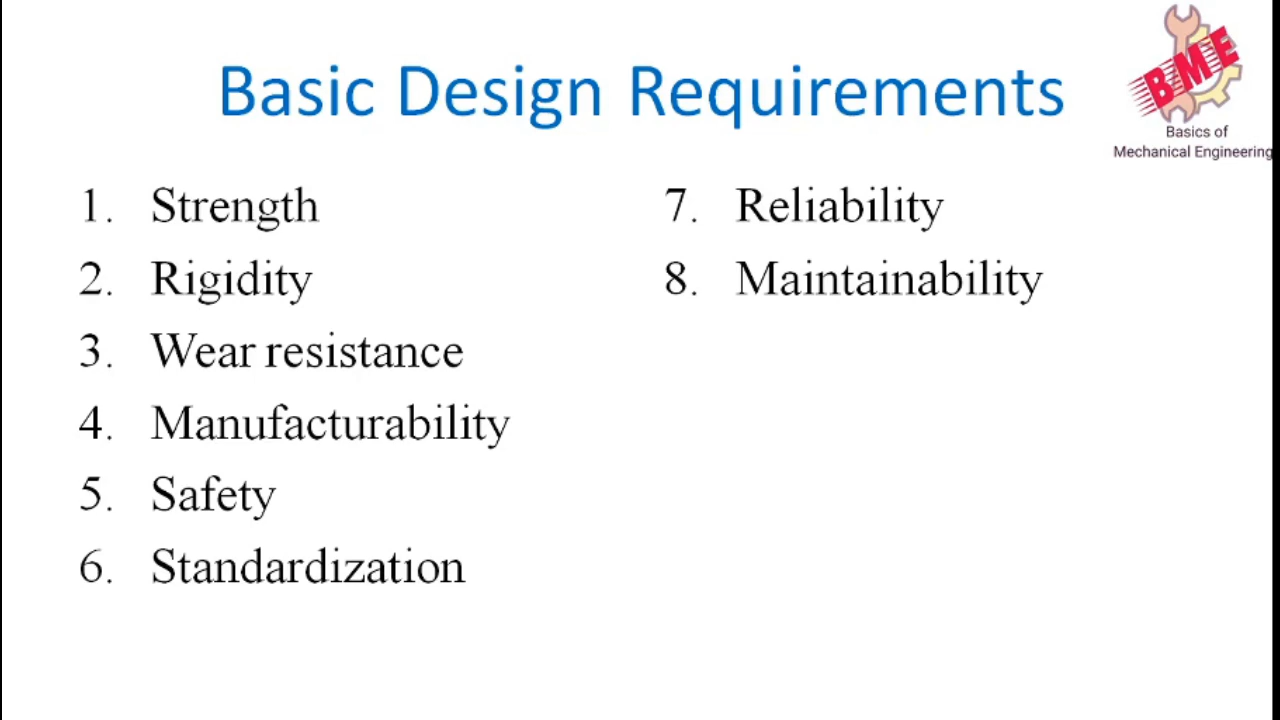 Basic Design Requirements
BME
Basics of
Mechanical Engineering
1. Strength
2. Rigidity
3. Wear resistance
4. Manufacturability
5. Safety
6. Standardization
7. Reliability
8. Maintainability